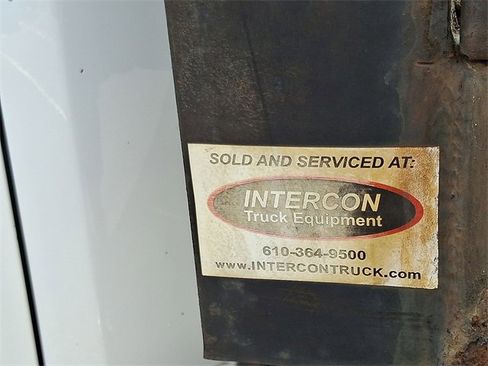 SOLD AND SERVICED AT:
INTERCON
Truck Equipment
610-364-9500
www.INTERCONTRUCK.com